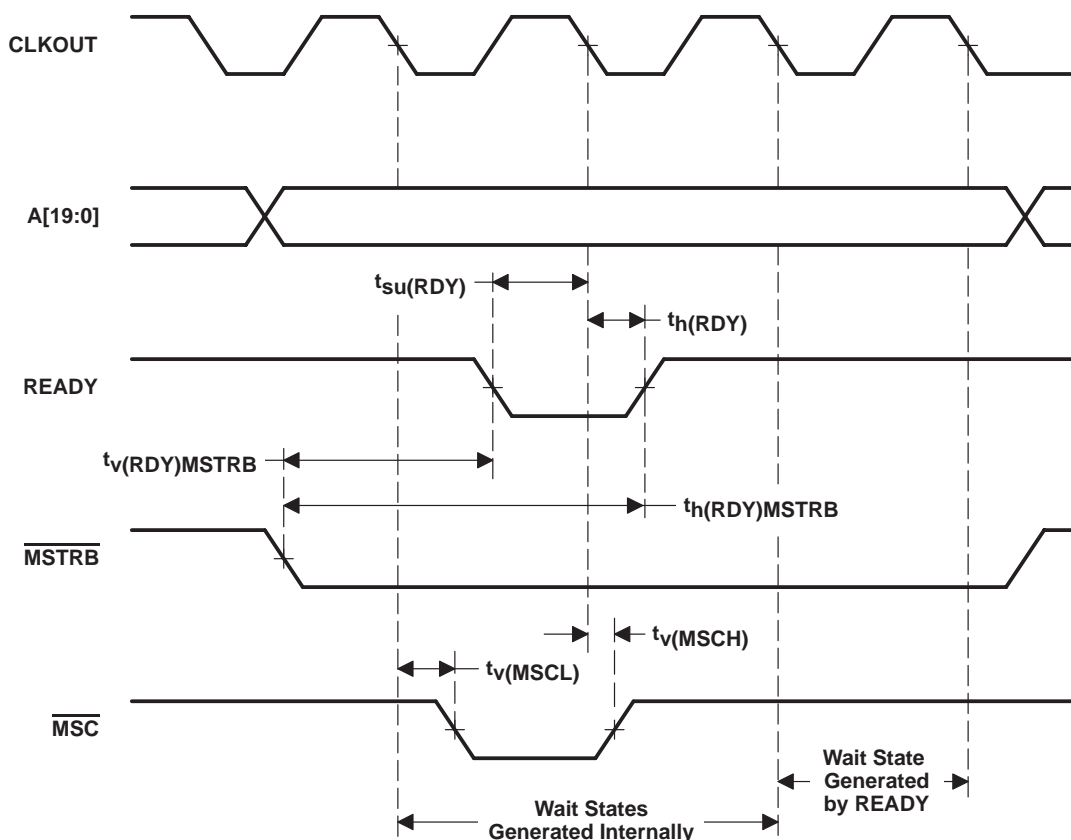 CLKOUT
A[19:0]
tsu(RDY)
th(RDY)
READY
tv(RDY)MSTRB
th(RDY)MSTRB
MSTRB
tv(MSCH)
tv(MSCL)
MSC
Wait State
Generated
by READY
Wait States
Generated Internally